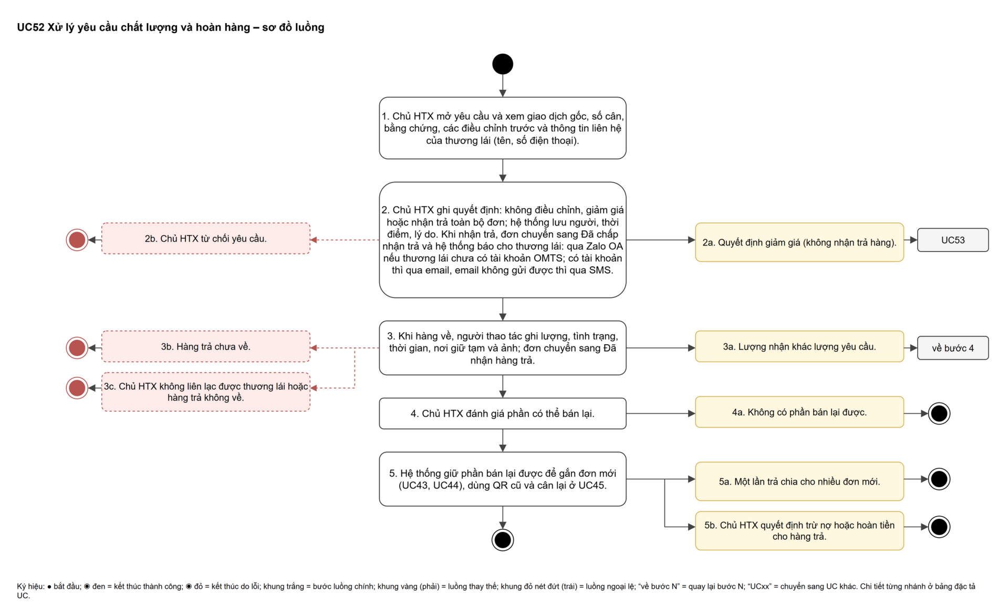 UC52 Xử lý yêu cầu chất lượng và hoàn hàng – sơ đồ luồng
1. Chủ HTX mở yêu cầu và xem giao dịch gốc, số cân,
bằng chứng, các điều chỉnh trước và thông tin liên hệ
của thương lái (tên, số điện thoại).
2. Chủ HTX ghi quyết định: không điều chỉnh, giảm giá
hoặc nhận trả toàn bộ đơn; hệ thống lưu người, thời
điểm, lý do. Khi nhận trả, đơn chuyển sang Đã chấp
nhận trả và hệ thống báo cho thương lái: qua Zalo OA
nếu thương lái chưa có tài khoản OMTS; có tài khoản
thì qua email, email không gửi được thì qua SMS.
2b. Chủ HTX từ chối yêu cầu.
2a. Quyết định giảm giá (không nhận trả hàng).
UC53
3. Khi hàng về, người thao tác ghi lượng, tình trạng,
thời gian, nơi giữ tạm và ảnh; đơn chuyển sang Đã
nhận hàng trả.
3b. Hàng trả chưa về.
3a. Lượng nhận khác lượng yêu cầu.
về bước 4
3c. Chủ HTX không liên lạc được thương lái hoặc
hàng trả không về.
4. Chủ HTX đánh giá phần có thể bán lại.
4a. Không có phần bán lại được.
5. Hệ thống giữ phần bán lại được để gắn đơn mới
(UC43, UC44), dùng QR cũ và cân lại ở UC45.
5a. Một lần trả chia cho nhiều đơn mới.
5b. Chủ HTX quyết định trừ nợ hoặc hoàn tiền
cho hàng trả.
Ký hiệu: ● bắt đầu; ◉ đen = kết thúc thành công; ◉ đỏ = kết thúc do lỗi; khung trắng = bước luồng chính; khung vàng (phải) = luồng thay thế; khung đỏ nét đứt (trái) = luồng ngoại lệ; “về bước N” = quay lại bước N; “UCxx” = chuyển sang UC khác. Chi tiết từng nhánh ở bảng đặc tả
UC.